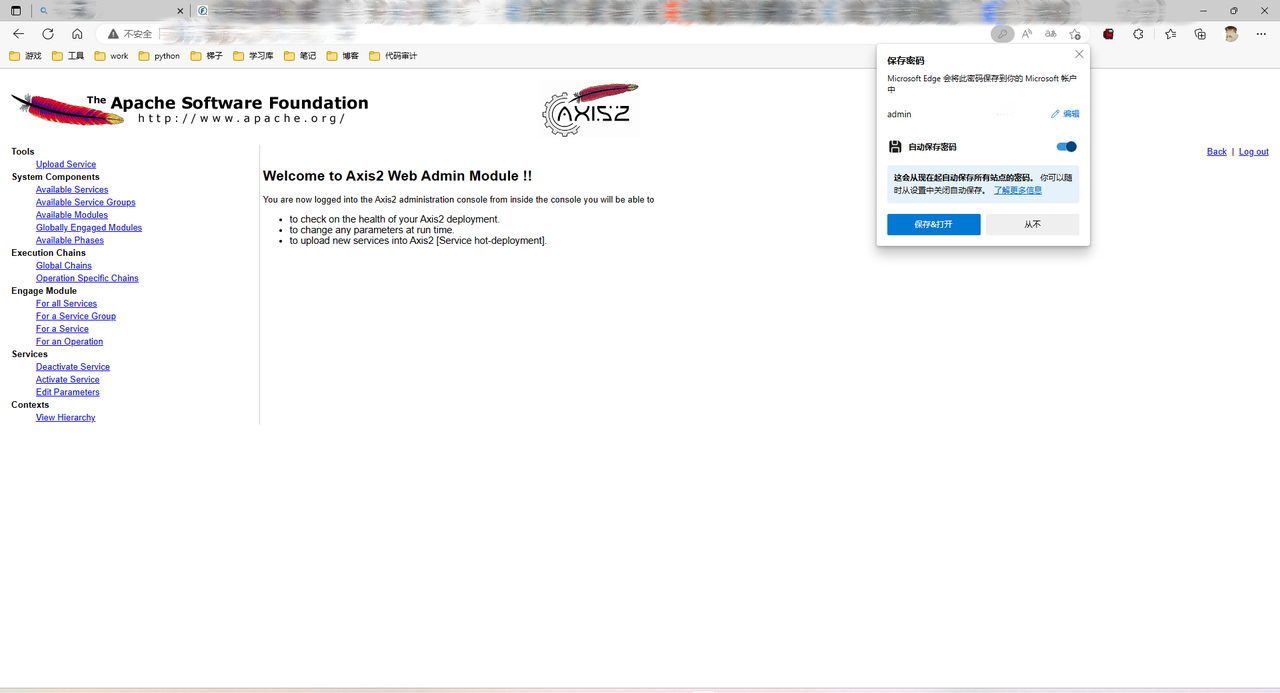 不安全
游戏
工具
work
python
梯子
学习库
笔记
博客
代码审计
The Apache Software Foundation
http://www.apache.org/
AXIS2
保存密码
Microsoft Edge 会将此密码保存到你的 Microsoft 帐户
中
admin
编辑
自动保存密码
这会从现在起自动保存所有站点的密码。 你可以随
时从设置中关闭自动保存。 了解更多信息
保存&打开
从不
Back | Log out
Tools
Upload Service
System Components
Available Services
Available Service Groups
Available Modules
Globally Engaged Modules
Available Phases
Execution Chains
Global Chains
Operation Specific Chains
Engage Module
For all Services
For a Service Group
For a Service
For an Operation
Services
Deactivate Service
Activate Service
Edit Parameters
Contexts
View Hierarchy
Welcome to Axis2 Web Admin Module !!
You are now logged into the Axis2 administration console from inside the console you will be able to
to check on the health of your Axis2 deployment.
to change any parameters at run time.
to upload new services into Axis2 [Service hot-deployment].